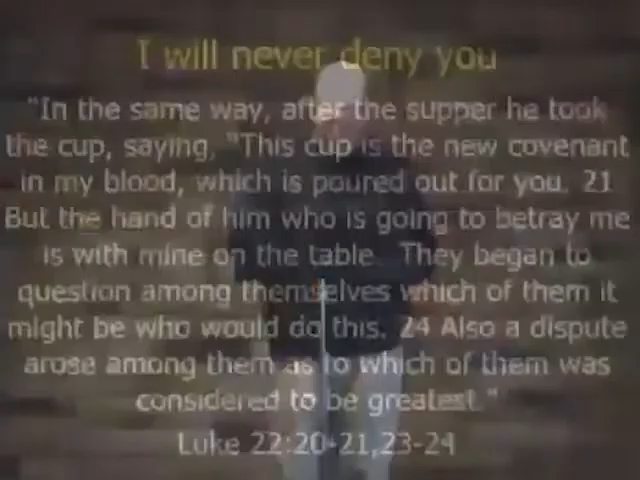 I will never deny you
"In the same way, after the supper he took
the cup, saying, "This cup is the new covenant
in my blood, which is poured out for you. 21
But the hand of him who is going to betray me
is with mine on the table. They began to
question among themselves which of them it
might be who would do this. 24 Also a dispute
arose among them as to which of them was
considered to be greatest."
Luke 22:20-21,23-24